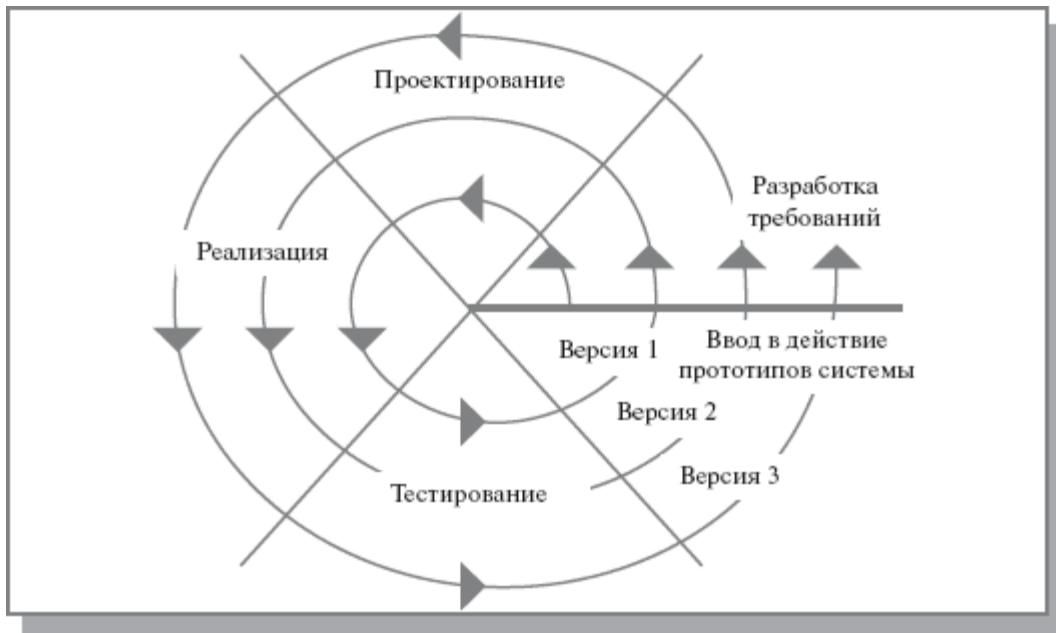 Проектирование
Разработка
требований
Реализация
Версия 1
Ввод в действие
прототипов системы
Версия 2
Версия 3
Тестирование